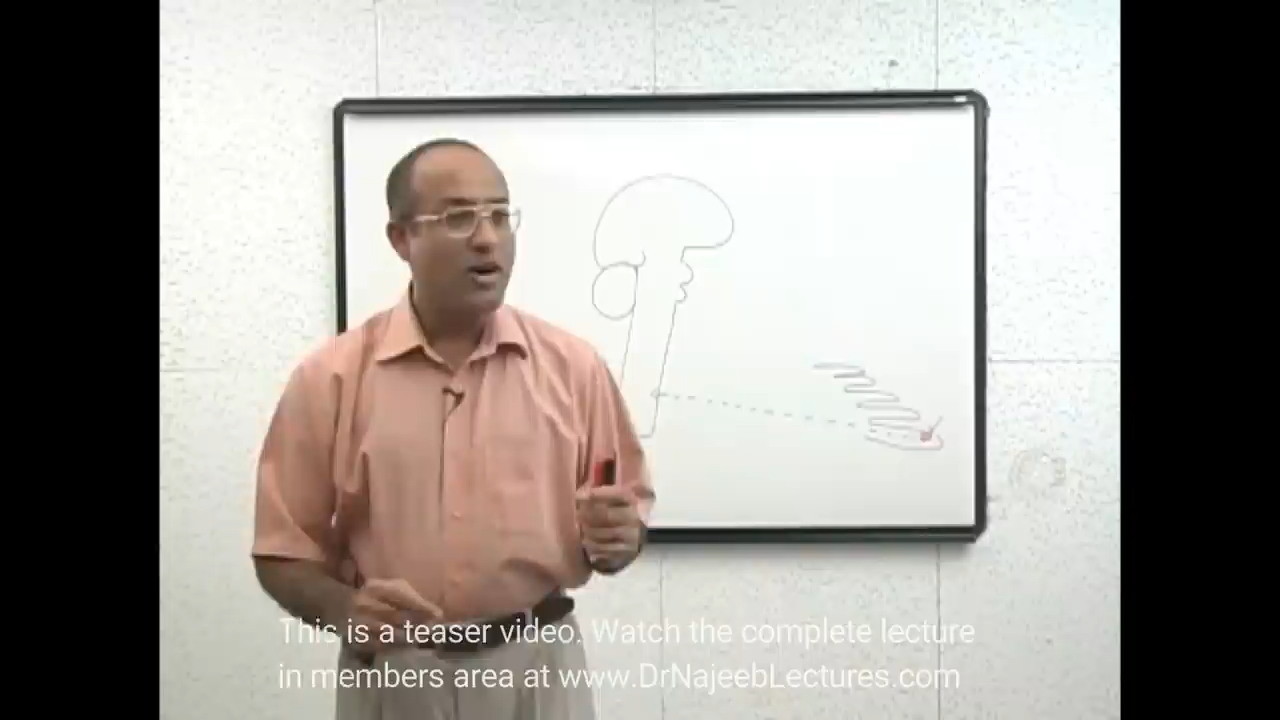 This is a teaser video. Watch the complete lecture
in members area at www.DrNajeebLectures.com